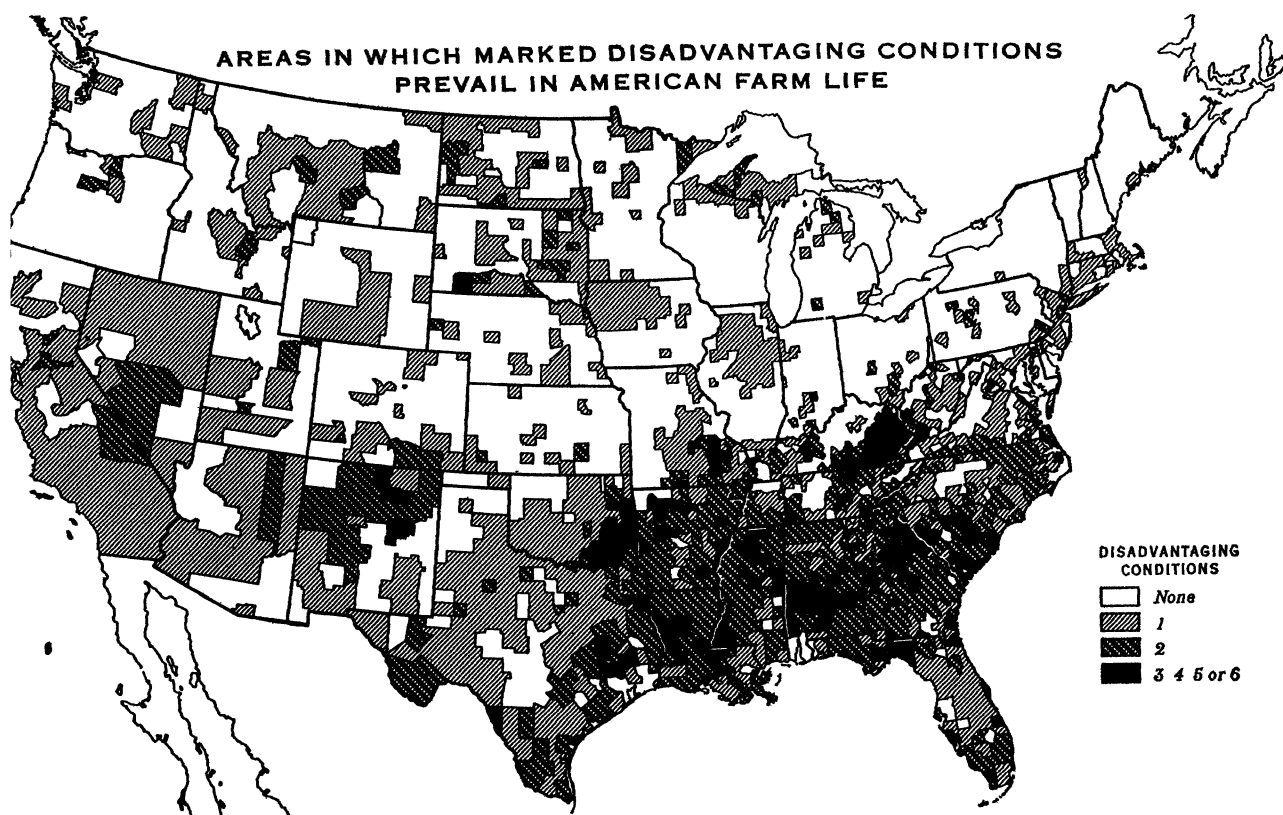 AREAS IN WHICH MARKED DISADVANTAGING CONDITIONS
PREVAIL IN AMERICAN FARM LIFE
DISADVANTAGING
CONDITIONS
None
1
2
3 4 5 or 6